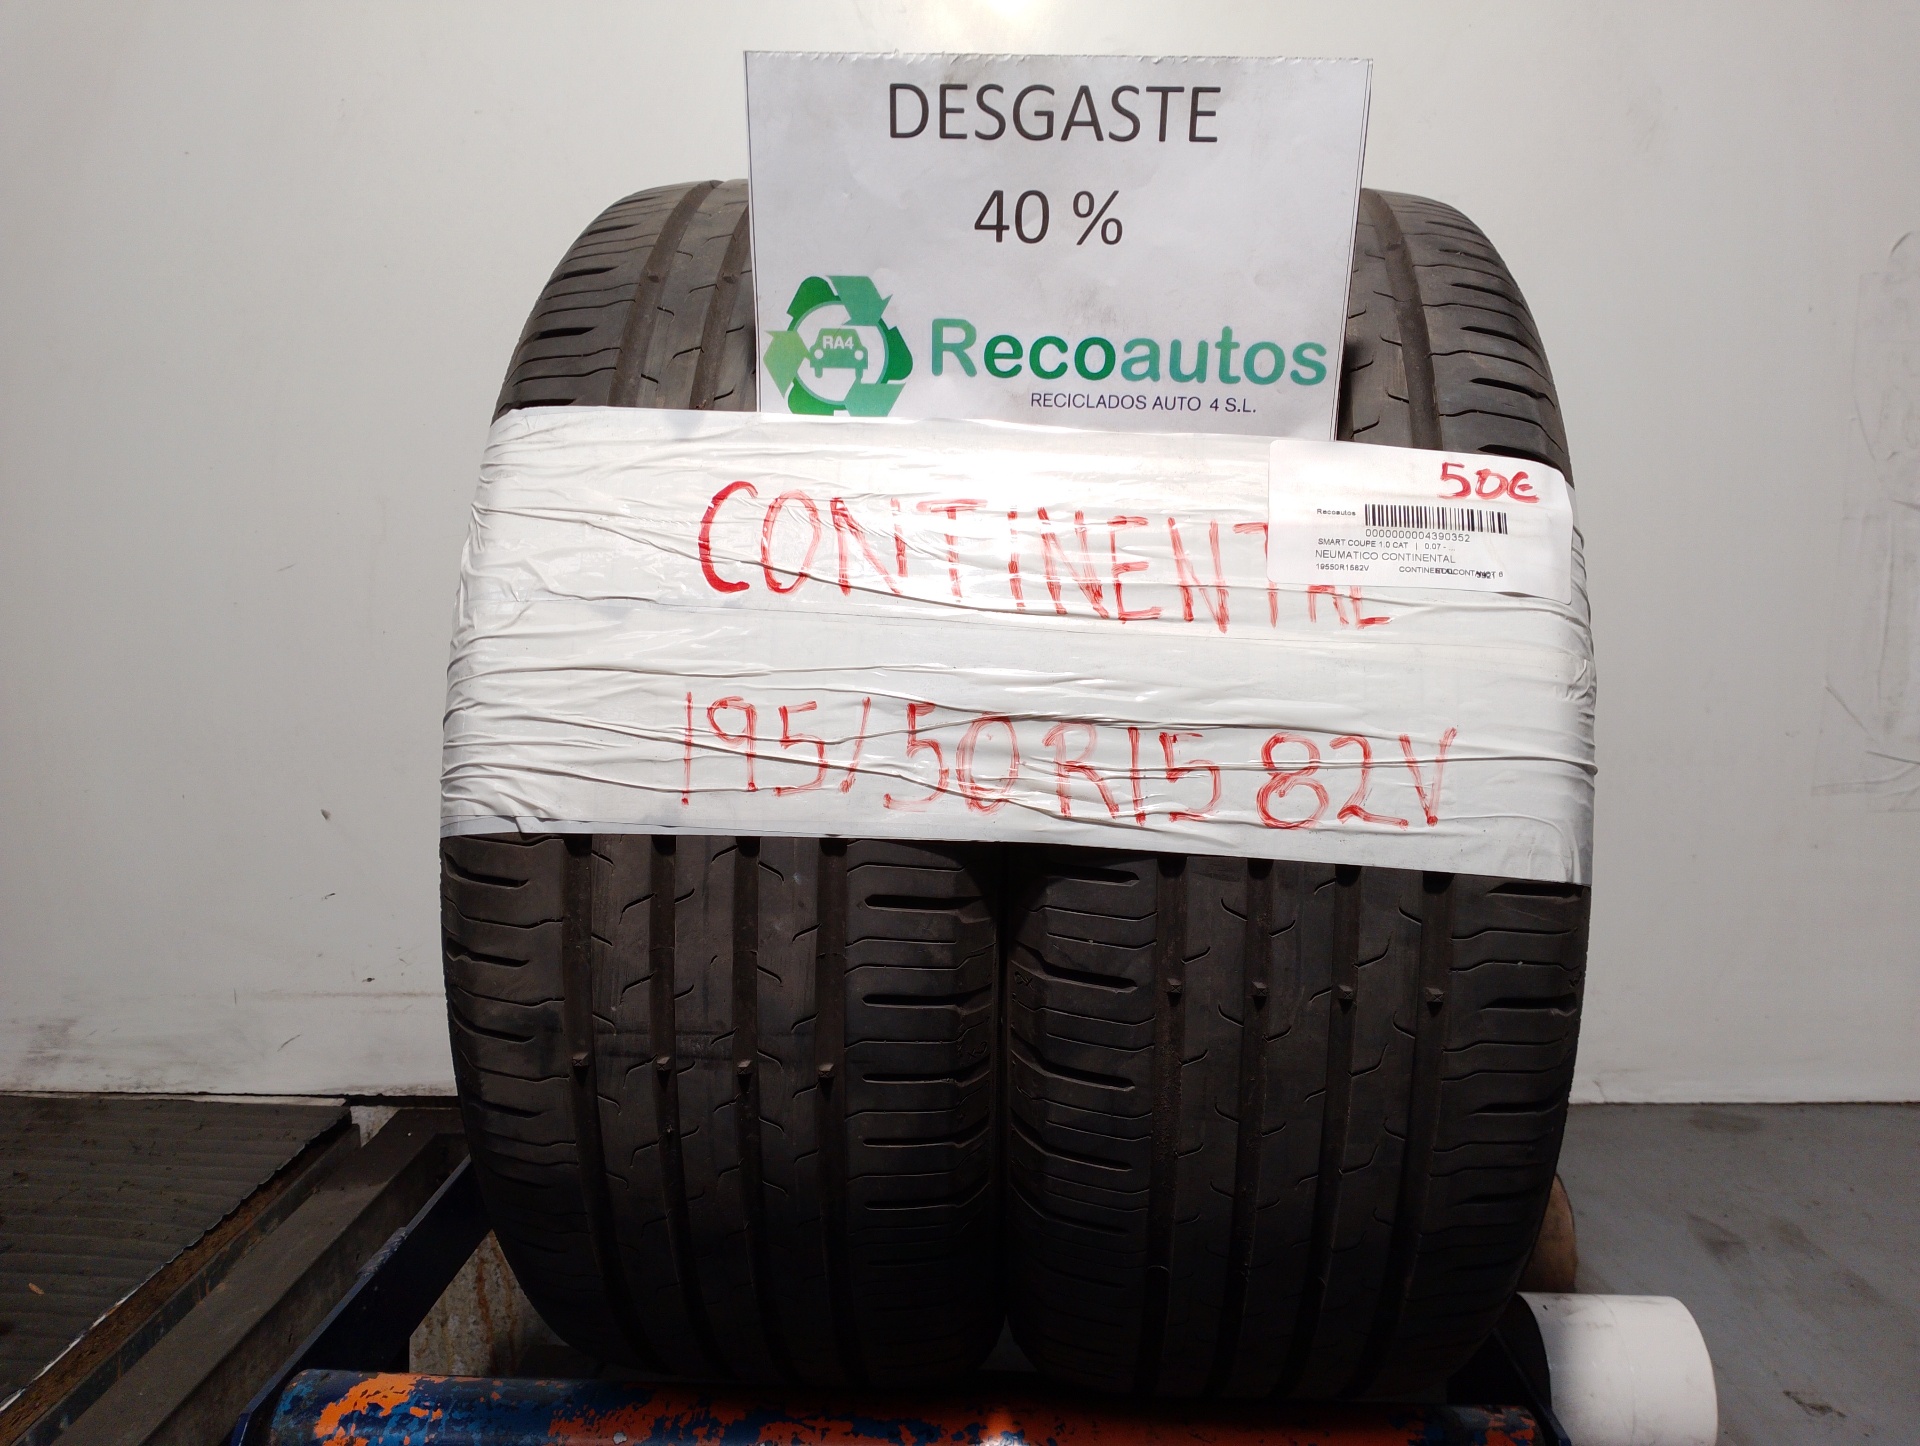 DESGASTE
40 %
RA4
Recoautos
RECICLADOS AUTO 4 S.L.
CONTINENTAL
50€
Recoautos
0000000004390352
SMART COUPE 1.0 CAT | 0.07 - ...
NEUMATICO CONTINENTAL
19550R1582V
195/50R15 82V